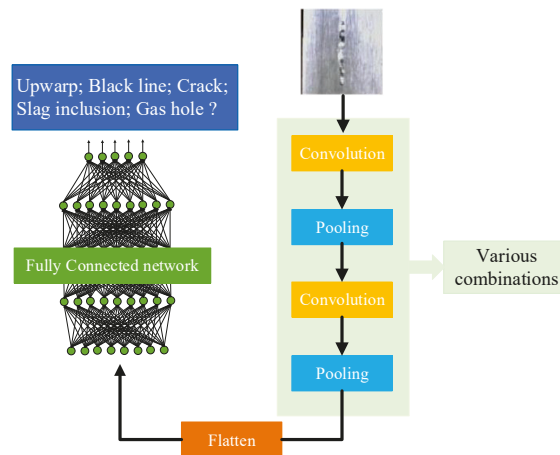 Upwarp; Black line; Crack;
Slag inclusion; Gas hole ?
Convolution
Pooling
Fully Connected network
Various
combinations
Convolution
Pooling
Flatten